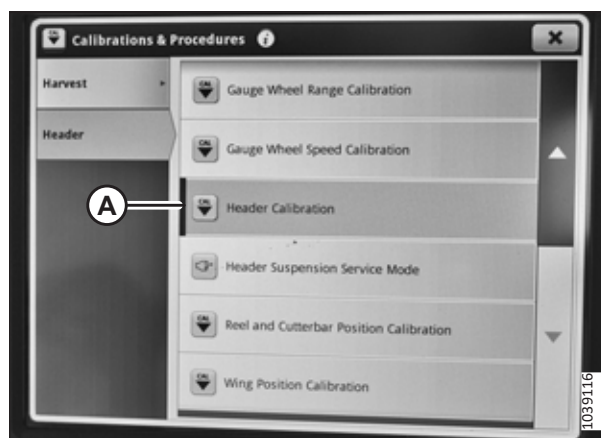 Calibrations & Procedures
Harvest
Header
Gauge Wheel Range Calibration
Gauge Wheel Speed Calibration
A
Header Calibration
Header Suspension Service Mode
Reel and Cutterbar Position Calibration
Wing Position Calibration
1039116